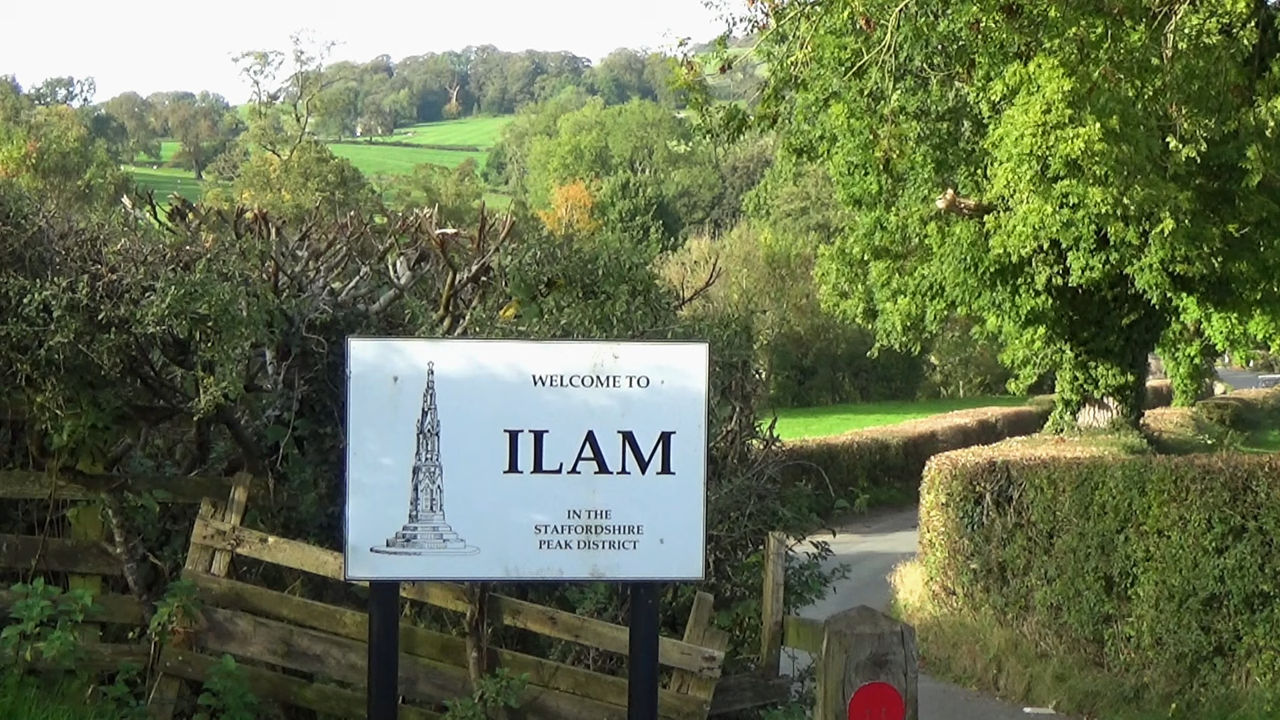 WELCOME TO
ILAM
IN THE
STAFFORDSHIRE
PEAK DISTRICT